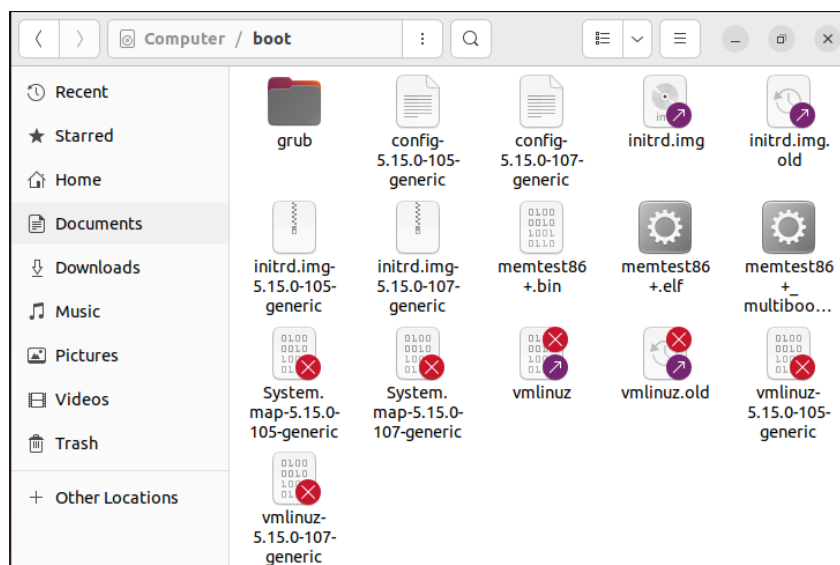 Computer / boot
Recent
Starred
Home
Documents
Downloads
Music
Pictures
Videos
Trash
+ Other Locations
grub
config-
5.15.0-105-
generic
config-
5.15.0-107-
generic
initrd.img
initrd.img.
old
initrd.img-
5.15.0-105-
generic
initrd.img-
5.15.0-107-
generic
memtest86
+.bin
memtest86
+.elf
memtest86
+_
multiboo...
System.
map-5.15.0-
105-generic
System.
map-5.15.0-
107-generic
vmlinuz
vmlinuz.old
vmlinuz-
5.15.0-105-
generic
vmlinuz-
5.15.0-107-
generic